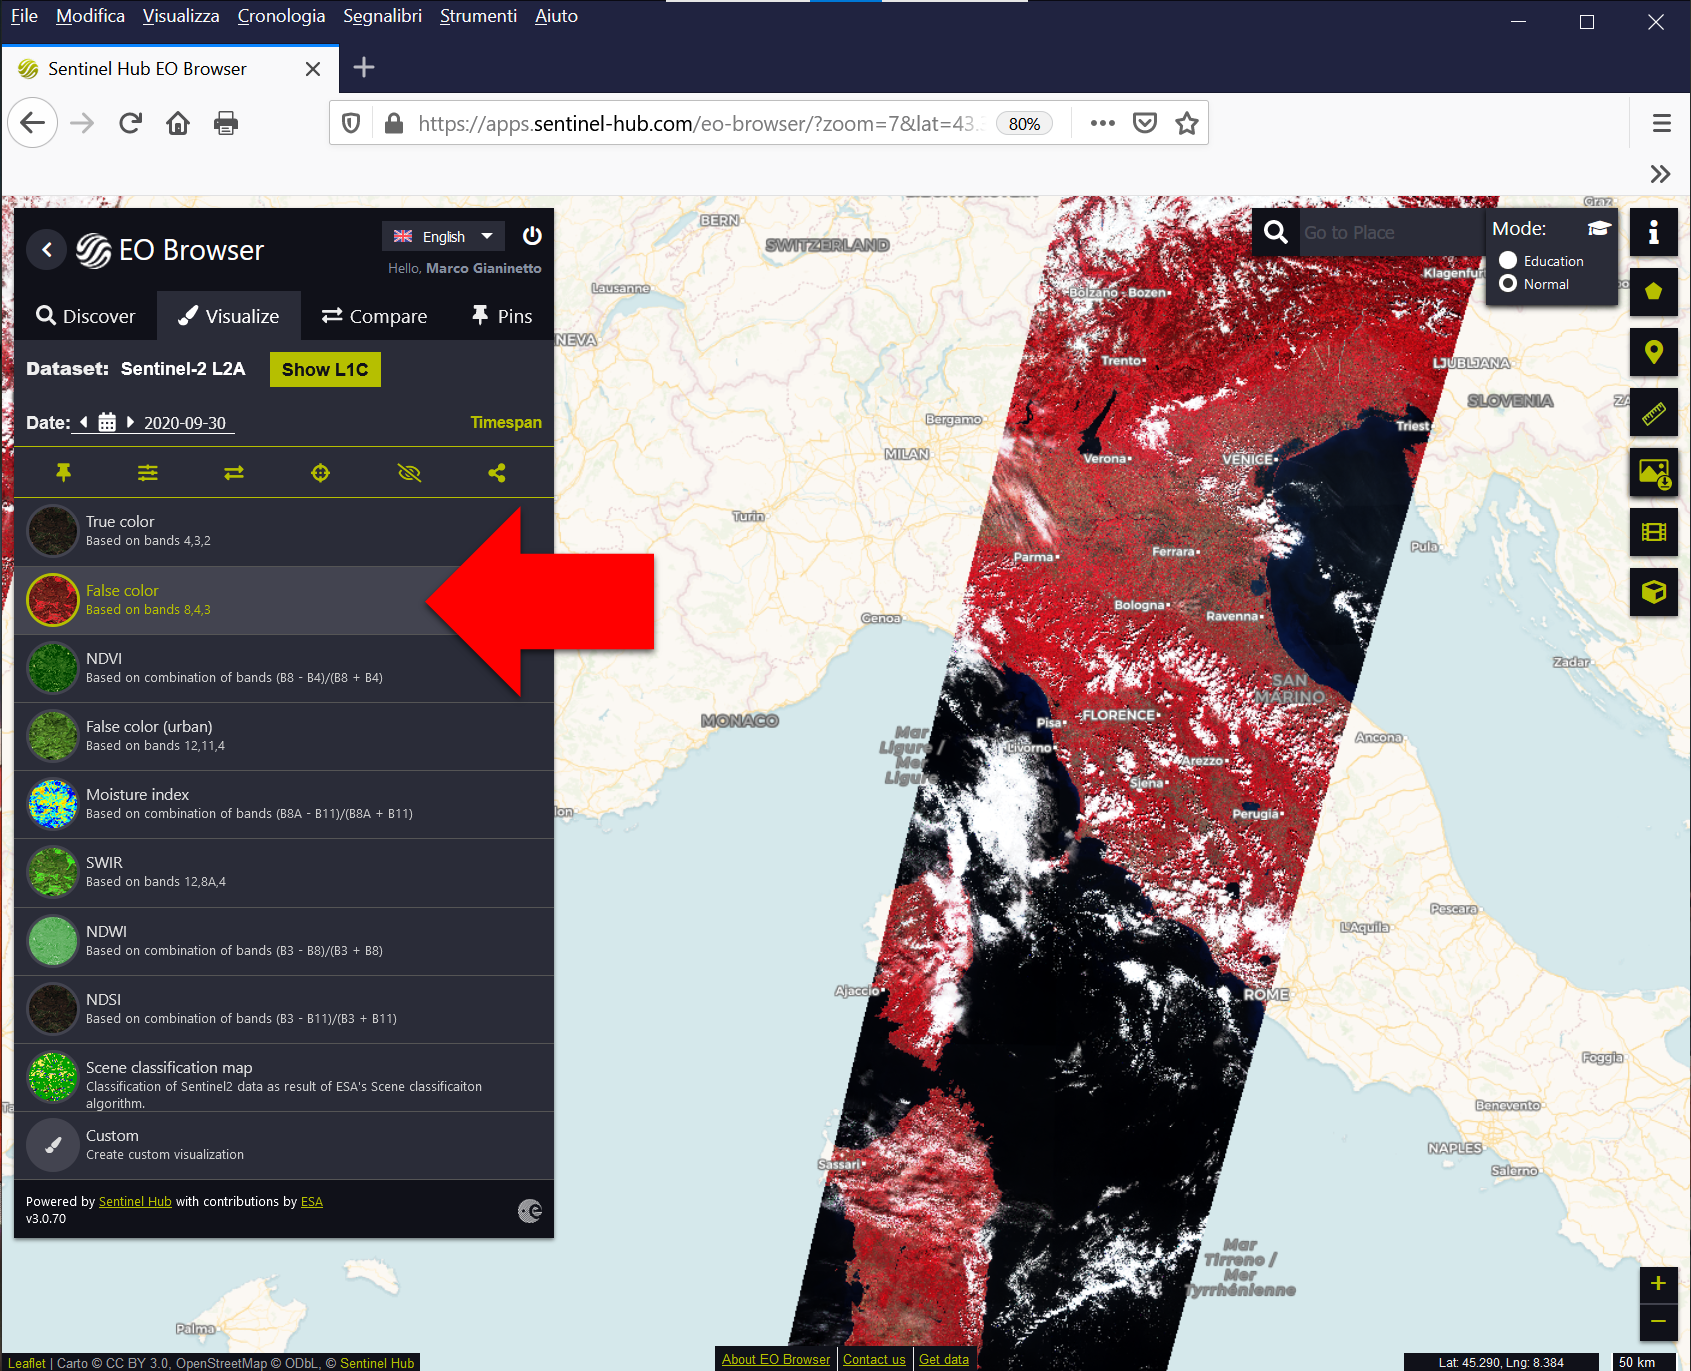 File Modifica Visualizza Cronologia Segnalibri Strumenti Aiuto
Sentinel Hub EO Browser
https://apps.sentinel-hub.com/eo-browser/?zoom=7&lat=43.
80%
EO Browser
English
Hello, Marco Gianinetto
Discover Visualize Compare Pins
Dataset: Sentinel-2 L2A Show L1C
Date: 2020-09-30 Timespan
True color
Based on bands 4,3,2
False color
Based on bands 8,4,3
NDVI
Based on combination of bands (B8 - B4)/(B8 + B4)
False color (urban)
Based on bands 12,11,4
Moisture index
Based on combination of bands (B8A - B11)/(B8A + B11)
SWIR
Based on bands 12,8A,4
NDWI
Based on combination of bands (B3 - B8)/(B3 + B8)
NDSI
Based on combination of bands (B3 - B11)/(B3 + B11)
Scene classification map
Classification of Sentinel2 data as result of ESA's Scene classificaiton
algorithm.
Custom
Create custom visualization
Powered by Sentinel Hub with contributions by ESA
v3.0.70
Go to Place
Mode:
Education
Normal
BERN
SWITZERLAND
Lausanne
NEVA
Graz
Klagenfur
Bolzano - Bozen
Trento
LJUBLJANA
SLOVENIA
ZA
Bergamo
MILAN
Verona
VENICE
Triest
Turin
Parma
Ferrara
Pula
Genoa
Bologna
Ravenna
Zadar
SAN
MARINO
MONACO
Pisa
FLORENCE
Ancona
Mar
Ligure /
Mer
Ligure
Livorno
Arezzo
Siena
Perugia
lon
Pescara
L'Aquila
Ajaccio
ROME
Foggia
Benevento
NAPLES
Salerno
Sassari
Mar
Tirreno /
Mer
Tyrrhénienne
Palma
Ta
+
−
Leaflet | Carto © CC BY 3.0, OpenStreetMap © ODbL, © Sentinel Hub
About EO Browser Contact us Get data
Lat: 45.290, Lng: 8.384
50 km